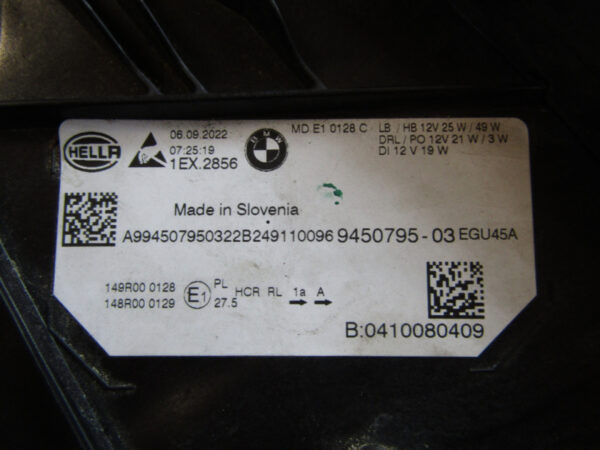 HELLA
06.09.2022
07:25:19
1EX.2856
BMW
MD E1 0128 C
LB / HB 12V 25 W / 49 W
DRL / PO 12V 21 W / 3 W
DI 12 V 19 W
Made in Slovenia
A994507950322B249110096 9450795 - 03 EGU45A
149R00 0128
148R00 0129
E1
PL
27.5
HCR RL 1a A
B:0410080409